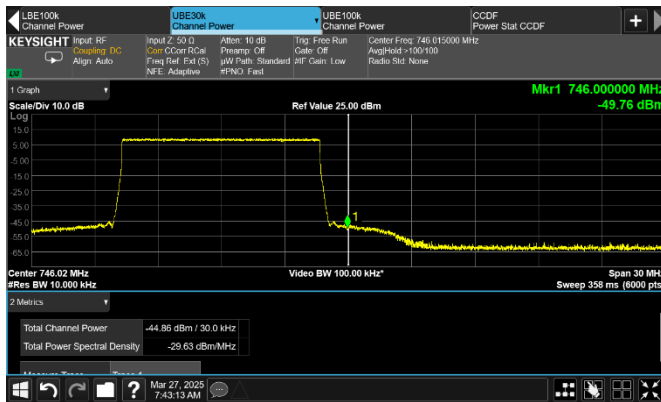 LBE100k
Channel Power
UBE30k
Channel Power
UBE100k
Channel Power
CCDF
Power Stat CCDF
KEYSIGHT
Input: RF
Coupling: DC
Align: Auto
Input Z: 50 Ω
Corr CCorr RCal
Freq Ref: Ext (S)
NFE: Adaptive
Atten: 10 dB
Preamp: Off
µW Path: Standard
#PNO: Fast
Trig: Free Run
Gate: Off
#IF Gain: Low
Center Freq: 746.015000 MHz
Avg|Hold:>100/100
Radio Std: None
LXI
1 Graph
Mkr1 746.000000 MHz
Scale/Div 10.0 dB
Ref Value 25.00 dBm
-49.76 dBm
Log
15.0
5.00
-5.00
-15.0
-25.0
-35.0
-45.0
-55.0
-65.0
1
Center 746.02 MHz
Video BW 100.00 kHz*
Span 30 MHz
#Res BW 10.000 kHz
Sweep 358 ms (6000 pts
2 Metrics
Total Channel Power -44.86 dBm / 30.0 kHz
Total Power Spectral Density -29.63 dBm/MHz
Measure Trace Trace 1
?
Mar 27, 2025
7:43:13 AM